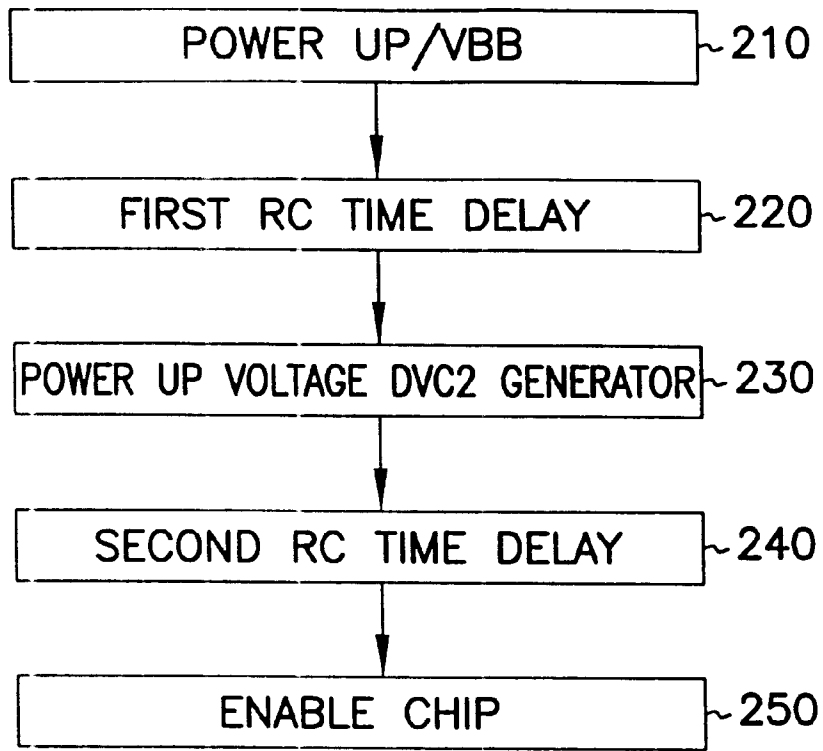 POWER UP/VBB 210
FIRST RC TIME DELAY 220
POWER UP VOLTAGE DVC2 GENERATOR 230
SECOND RC TIME DELAY 240
ENABLE CHIP 250